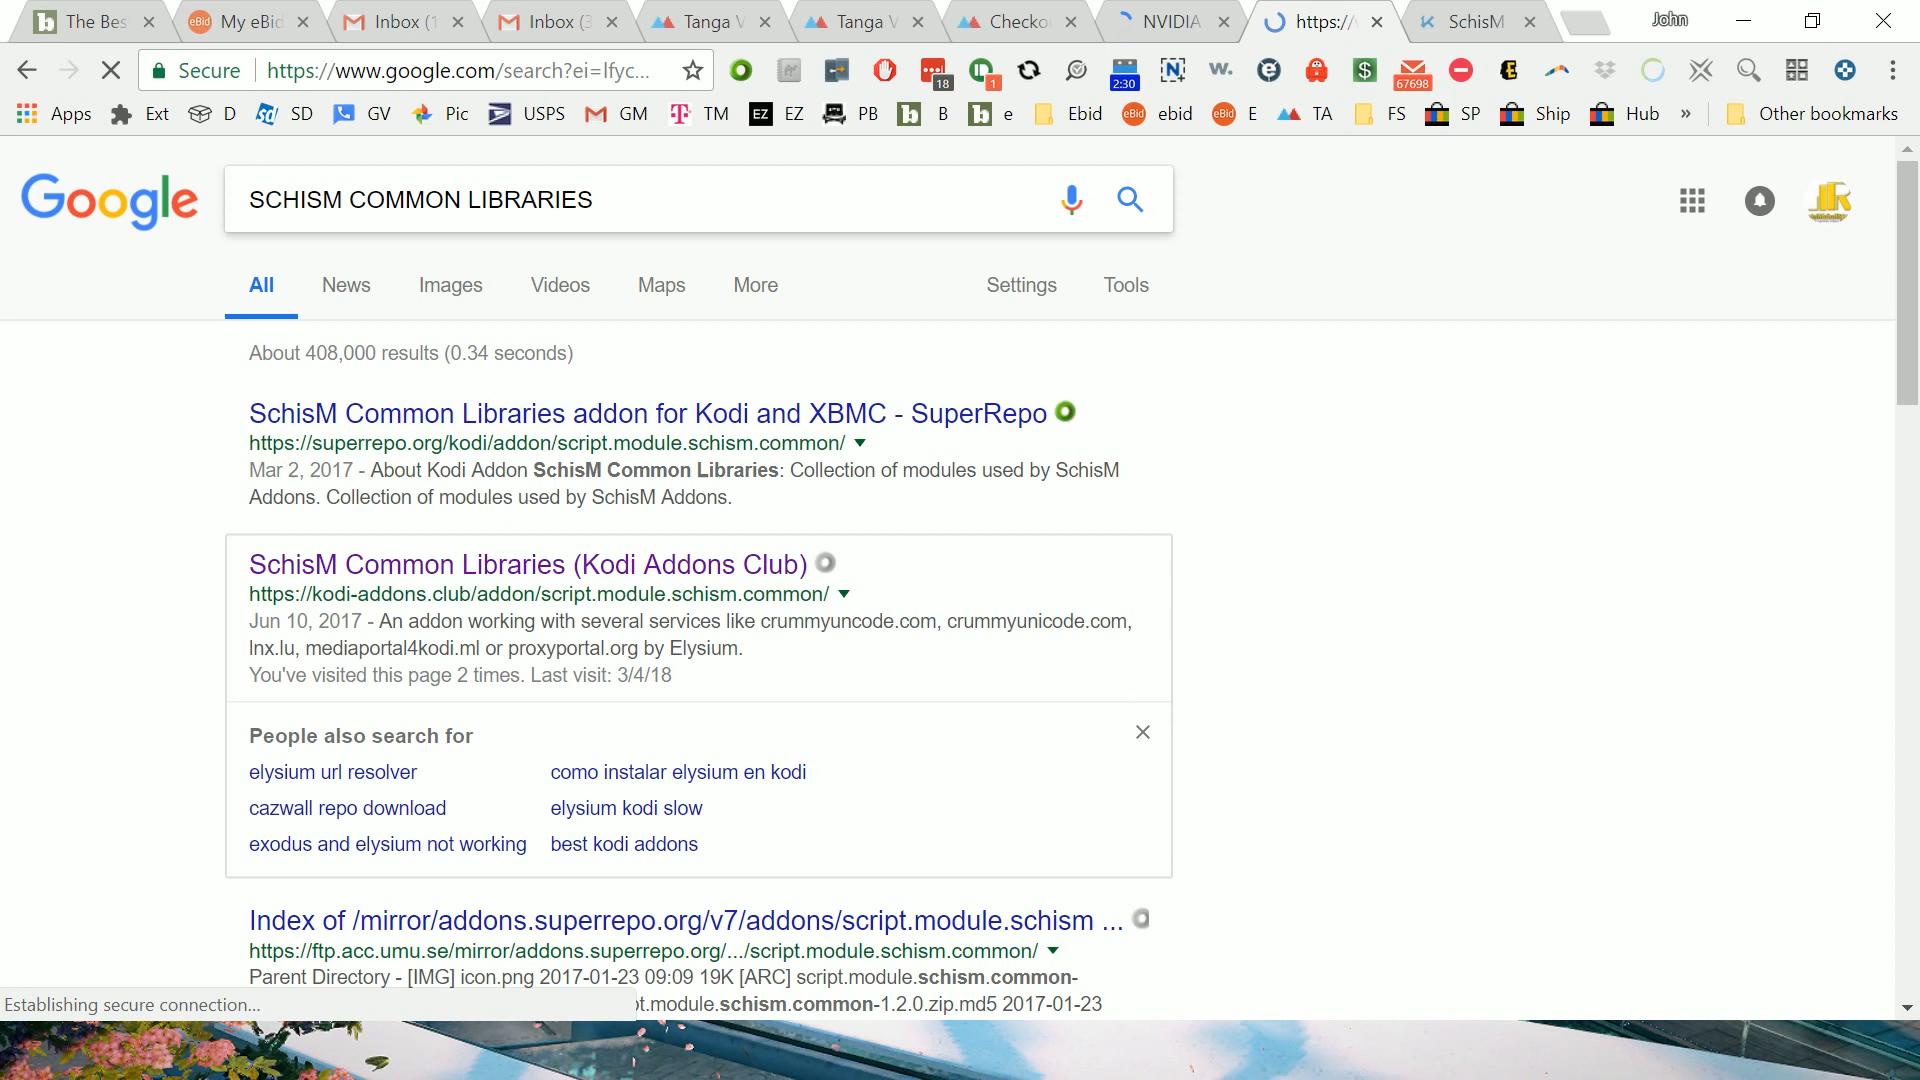 The Bes My eBid Inbox (1 Inbox (3 Tanga V Tanga V Checko NVIDIA https:// SchisM John
Secure https://www.google.com/search?ei=lfyc... 18 1 2:30 67698
Apps Ext D SD GV Pic USPS GM TM EZ PB B e Ebid ebid E TA FS SP Ship Hub » Other bookmarks
Google SCHISM COMMON LIBRARIES
All News Images Videos Maps More Settings Tools
About 408,000 results (0.34 seconds)
SchisM Common Libraries addon for Kodi and XBMC - SuperRepo
https://superrepo.org/kodi/addon/script.module.schism.common/
Mar 2, 2017 - About Kodi Addon SchisM Common Libraries: Collection of modules used by SchisM
Addons. Collection of modules used by SchisM Addons.
SchisM Common Libraries (Kodi Addons Club)
https://kodi-addons.club/addon/script.module.schism.common/
Jun 10, 2017 - An addon working with several services like crummyuncode.com, crummyunicode.com,
lnx.lu, mediaportal4kodi.ml or proxyportal.org by Elysium.
You've visited this page 2 times. Last visit: 3/4/18
People also search for
elysium url resolver como instalar elysium en kodi
cazwall repo download elysium kodi slow
exodus and elysium not working best kodi addons
Index of /mirror/addons.superrepo.org/v7/addons/script.module.schism ...
https://ftp.acc.umu.se/mirror/addons.superrepo.org/.../script.module.schism.common/
Parent Directory - [IMG] icon.png 2017-01-23 09:09 19K [ARC] script.module.schism.common-
Establishing secure connection... t.module.schism.common-1.2.0.zip.md5 2017-01-23